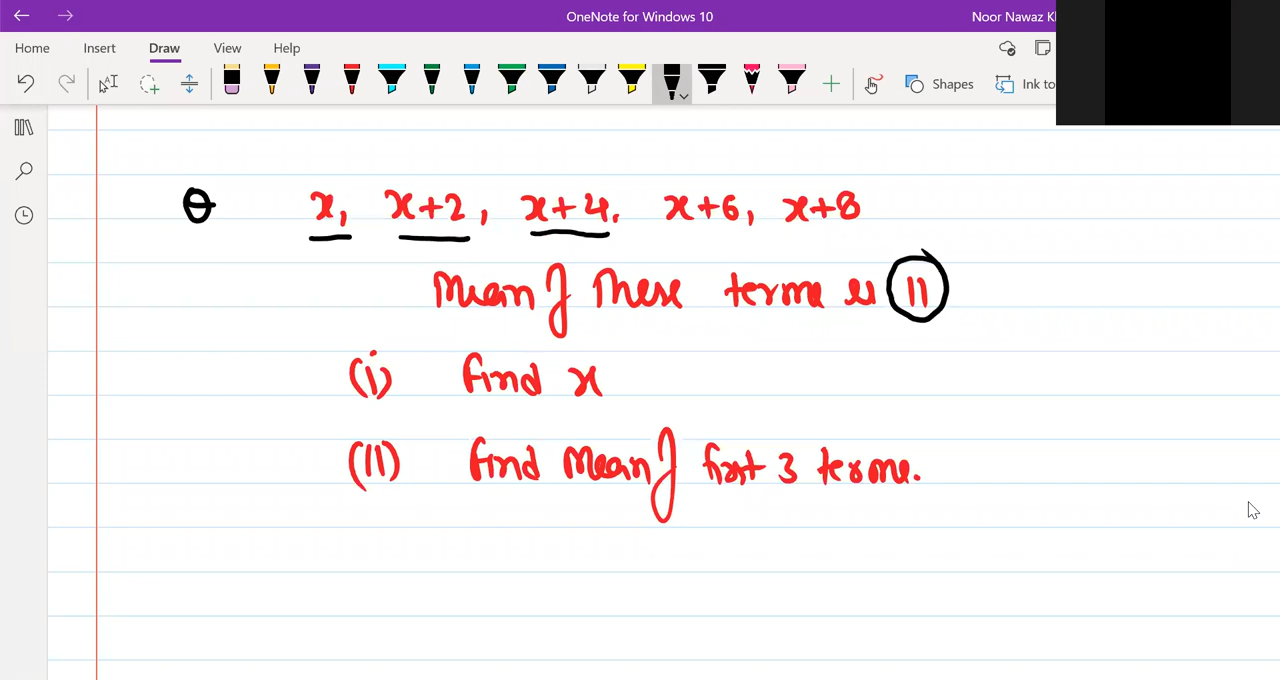 OneNote for Windows 10
Noor Nawaz Kh
Home Insert Draw View Help
Shapes Ink to
Q x, x+2, x+4, x+6, x+8
Mean of These terms is 11
(i) Find x
(II) Find Mean of first 3 terms.